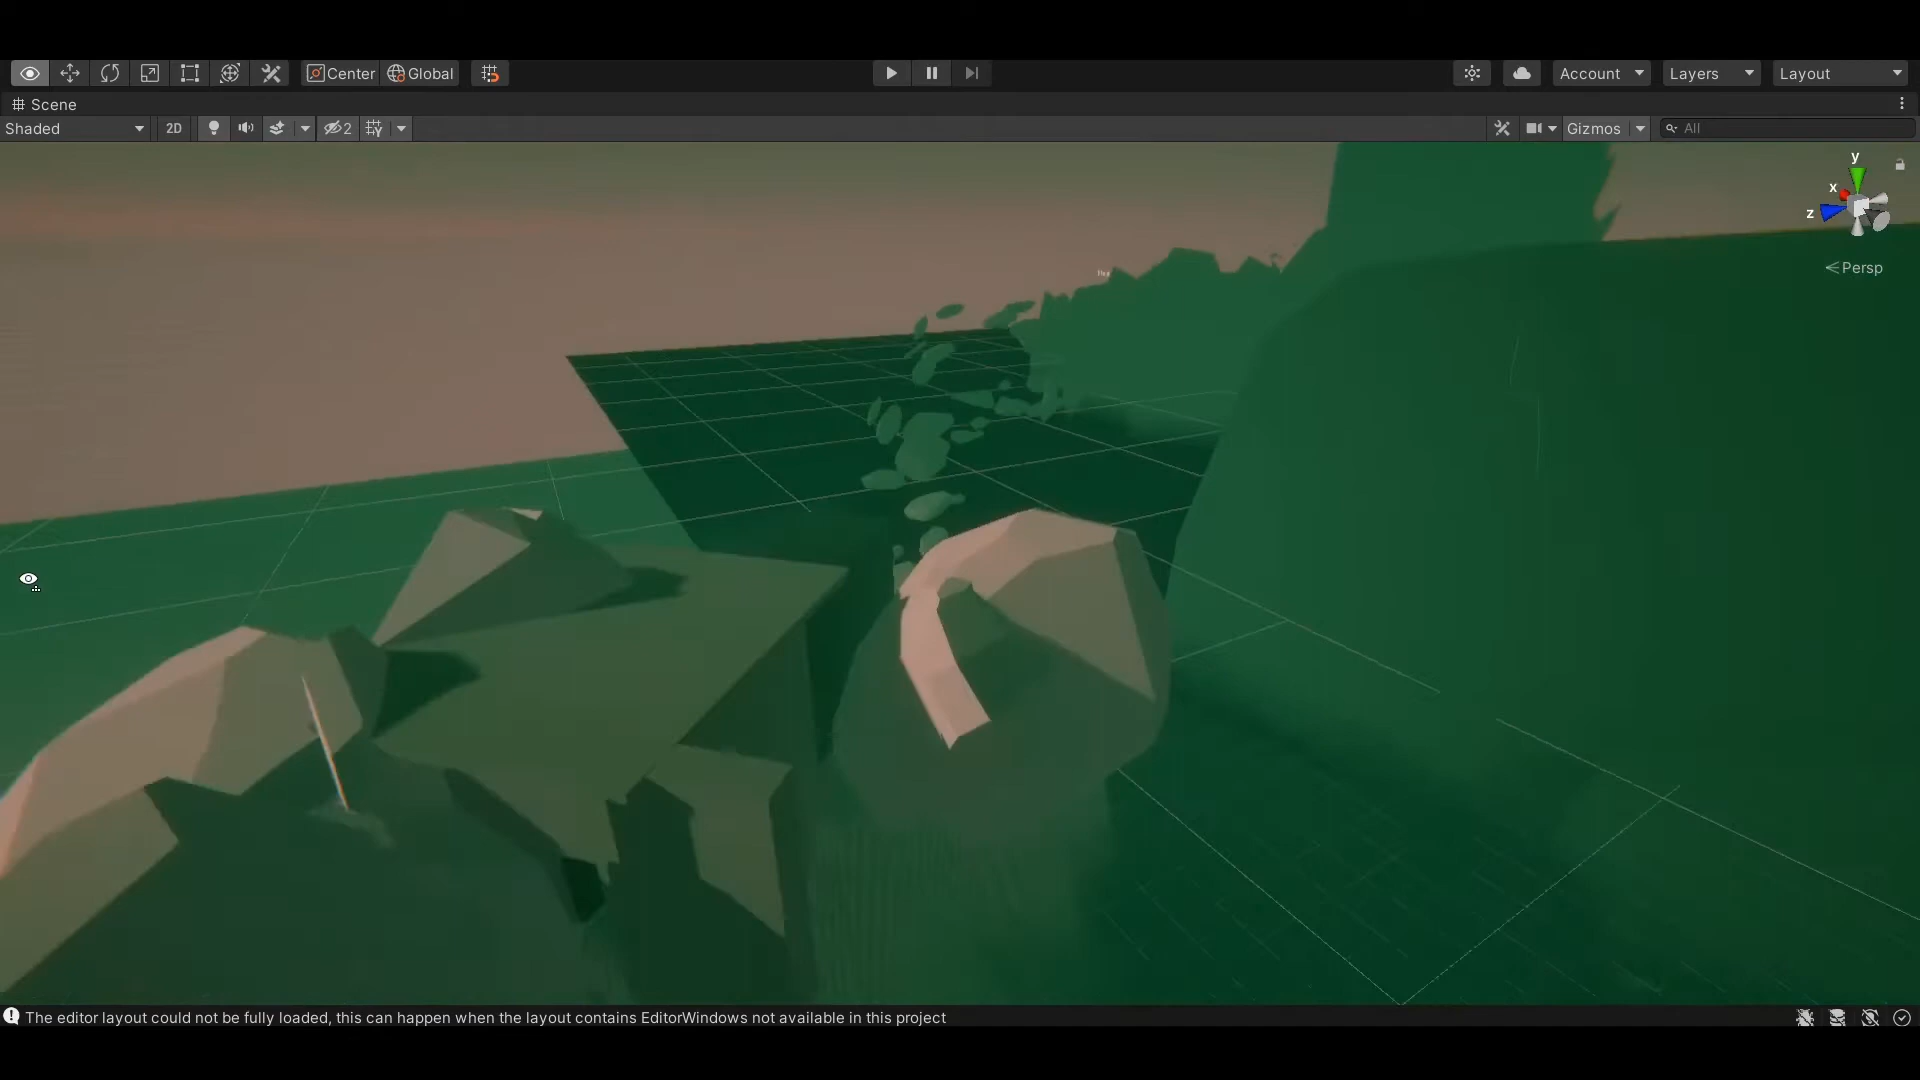 Center Global Account Layers Layout
Scene
Shaded 2D 2 Gizmos All
y
x
z
Persp
The editor layout could not be fully loaded, this can happen when the layout contains EditorWindows not available in this project